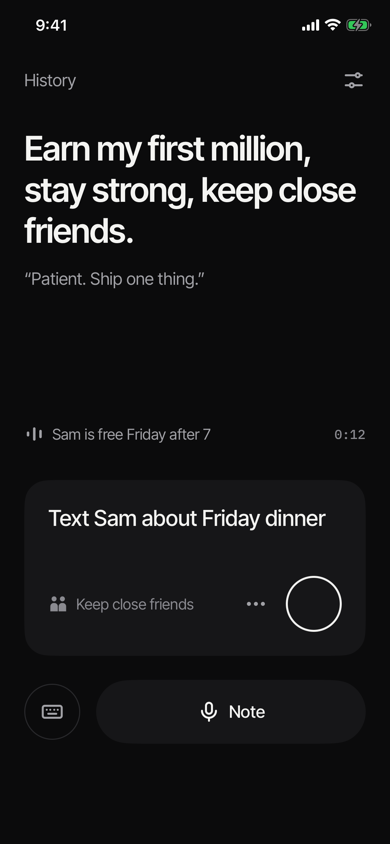 9:41
History
Earn my first million,
stay strong, keep close
friends.
“Patient. Ship one thing.”
Sam is free Friday after 7
0:12
Text Sam about Friday dinner
Keep close friends
Note